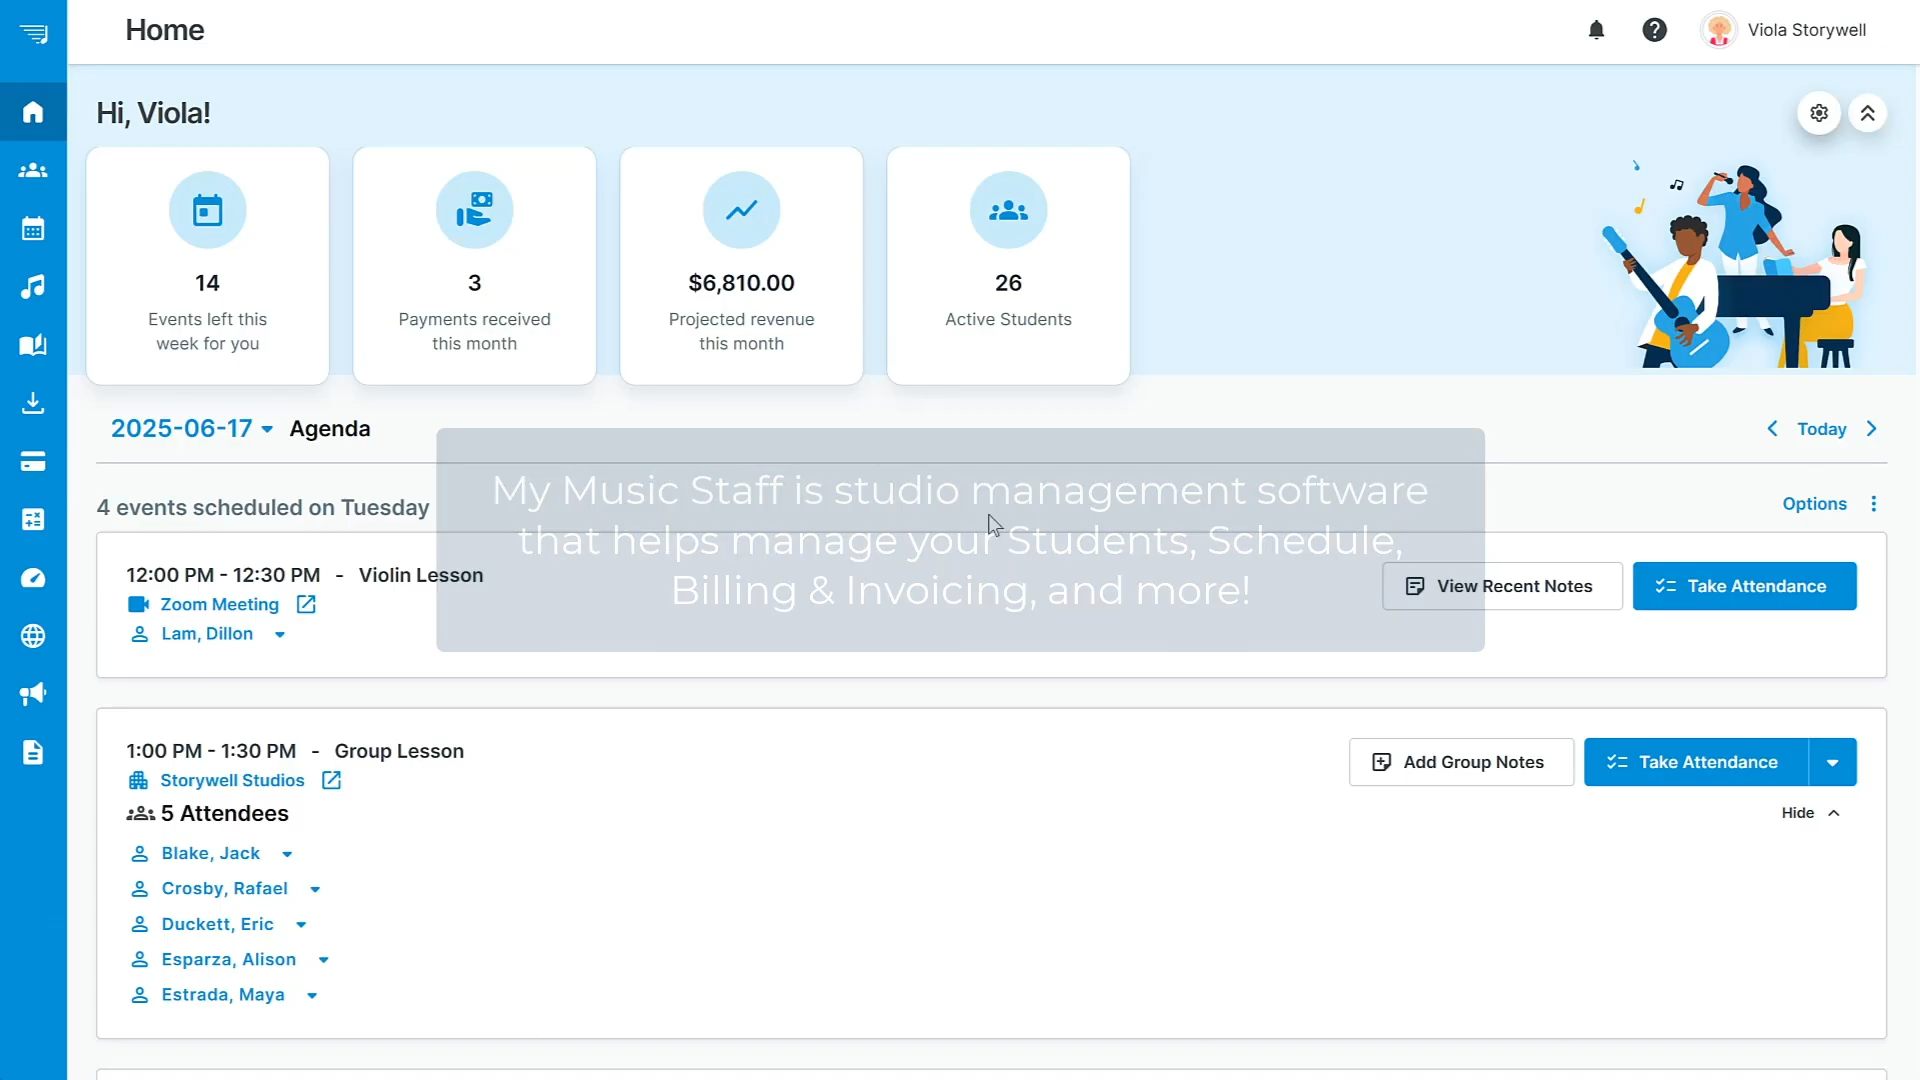 Home
Viola Storywell
Hi, Viola!
14
Events left this
week for you
3
Payments received
this month
$6,810.00
Projected revenue
this month
26
Active Students
2025-06-17 Agenda
Today
4 events scheduled on Tuesday
Options
My Music Staff is studio management software
that helps manage your Students, Schedule,
Billing & Invoicing, and more!
12:00 PM - 12:30 PM - Violin Lesson
Zoom Meeting
Lam, Dillon
View Recent Notes
Take Attendance
1:00 PM - 1:30 PM - Group Lesson
Storywell Studios
5 Attendees
Add Group Notes
Take Attendance
Hide
Blake, Jack
Crosby, Rafael
Duckett, Eric
Esparza, Alison
Estrada, Maya